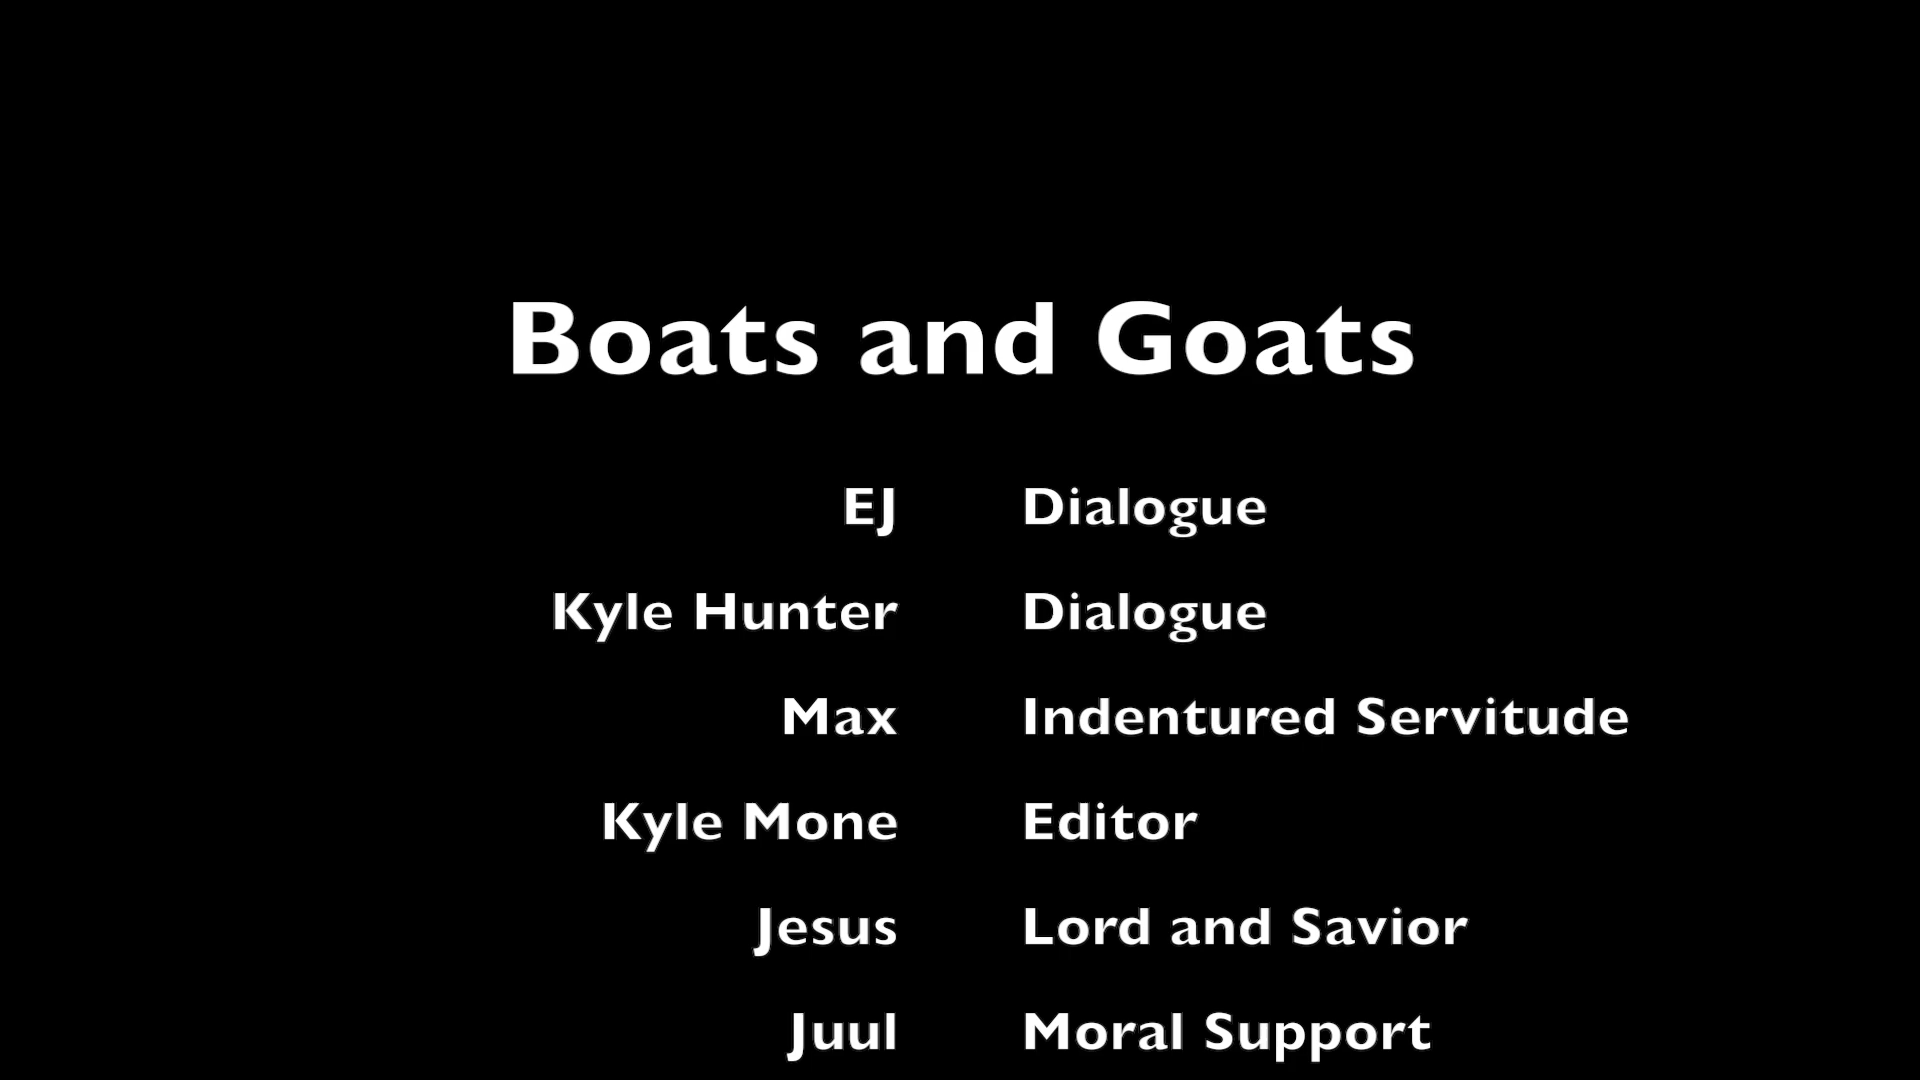 Boats and Goats
EJ Dialogue
Kyle Hunter Dialogue
Max Indentured Servitude
Kyle Mone Editor
Jesus Lord and Savior
Juul Moral Support